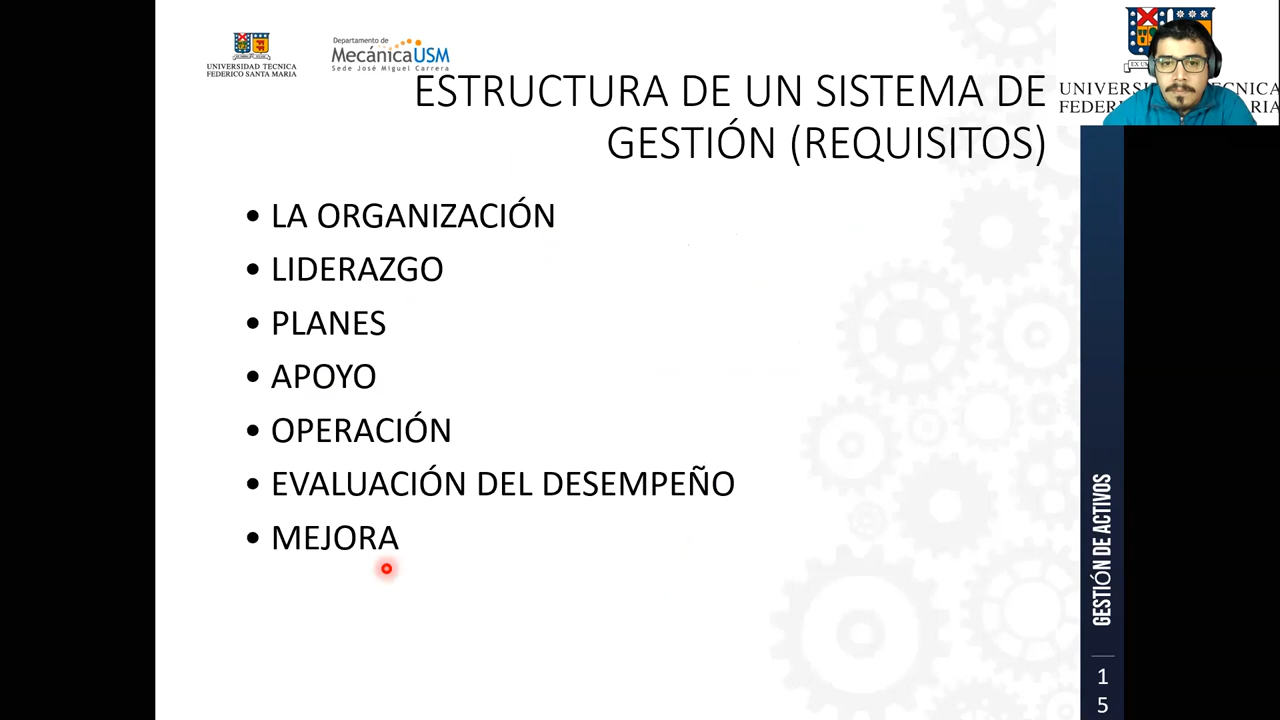 UNIVERSIDAD TECNICA
FEDERICO SANTA MARIA
Departamento de
MecánicaUSM
Sede José Miguel Carrera
ESTRUCTURA DE UN SISTEMA DE
GESTIÓN (REQUISITOS)
• LA ORGANIZACIÓN
• LIDERAZGO
• PLANES
• APOYO
• OPERACIÓN
• EVALUACIÓN DEL DESEMPEÑO
• MEJORA
GESTIÓN DE ACTIVOS
1
5